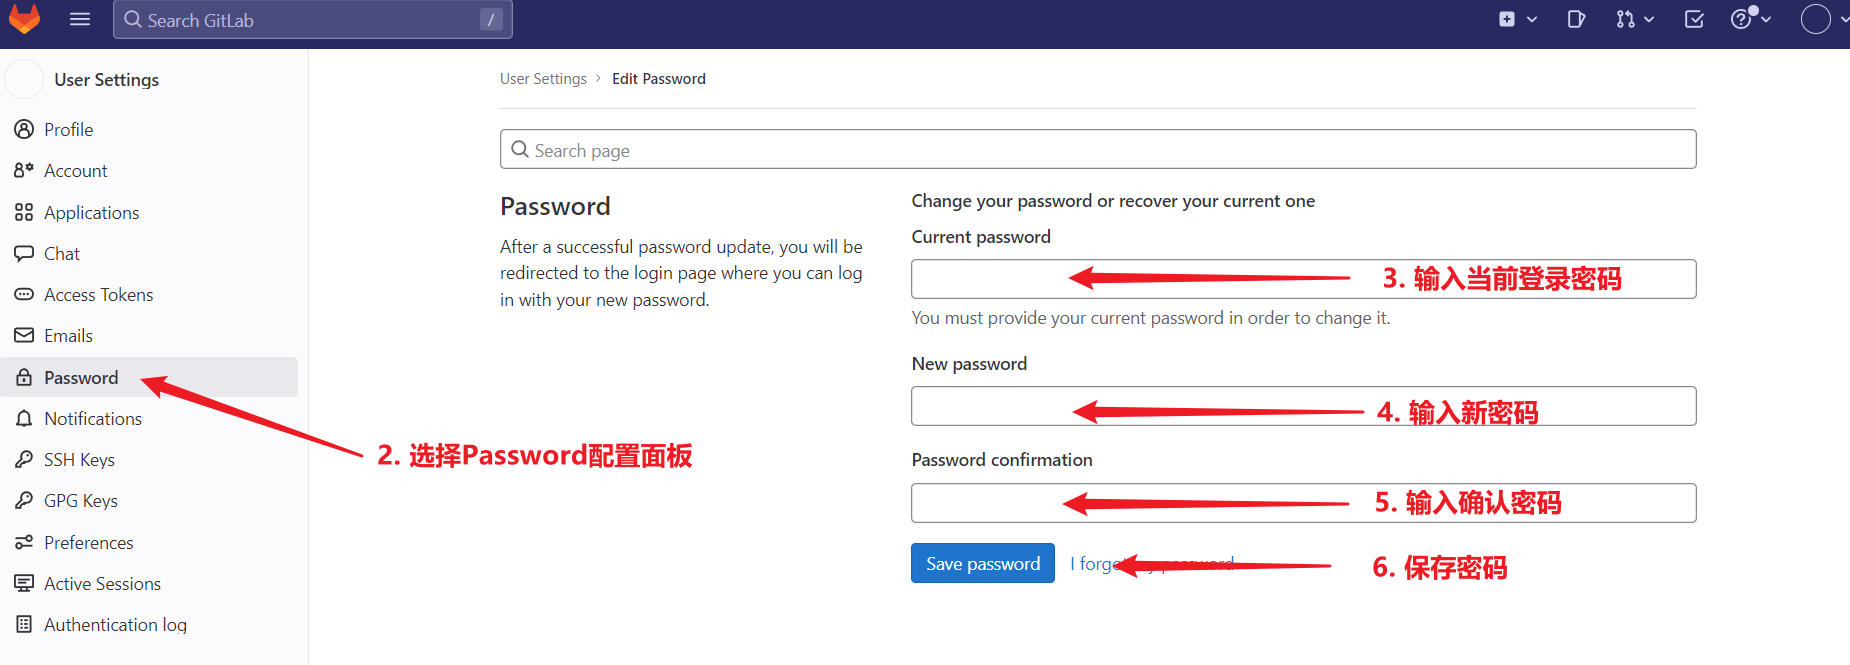 Search GitLab
/
User Settings
Profile
Account
Applications
Chat
Access Tokens
Emails
Password
Notifications
SSH Keys
GPG Keys
Preferences
Active Sessions
Authentication log
2. 选择Password配置面板
User Settings › Edit Password
Search page
Password
After a successful password update, you will be
redirected to the login page where you can log
in with your new password.
Change your password or recover your current one
Current password
3. 输入当前登录密码
You must provide your current password in order to change it.
New password
4. 输入新密码
Password confirmation
5. 输入确认密码
Save password
I forgot my password
6. 保存密码